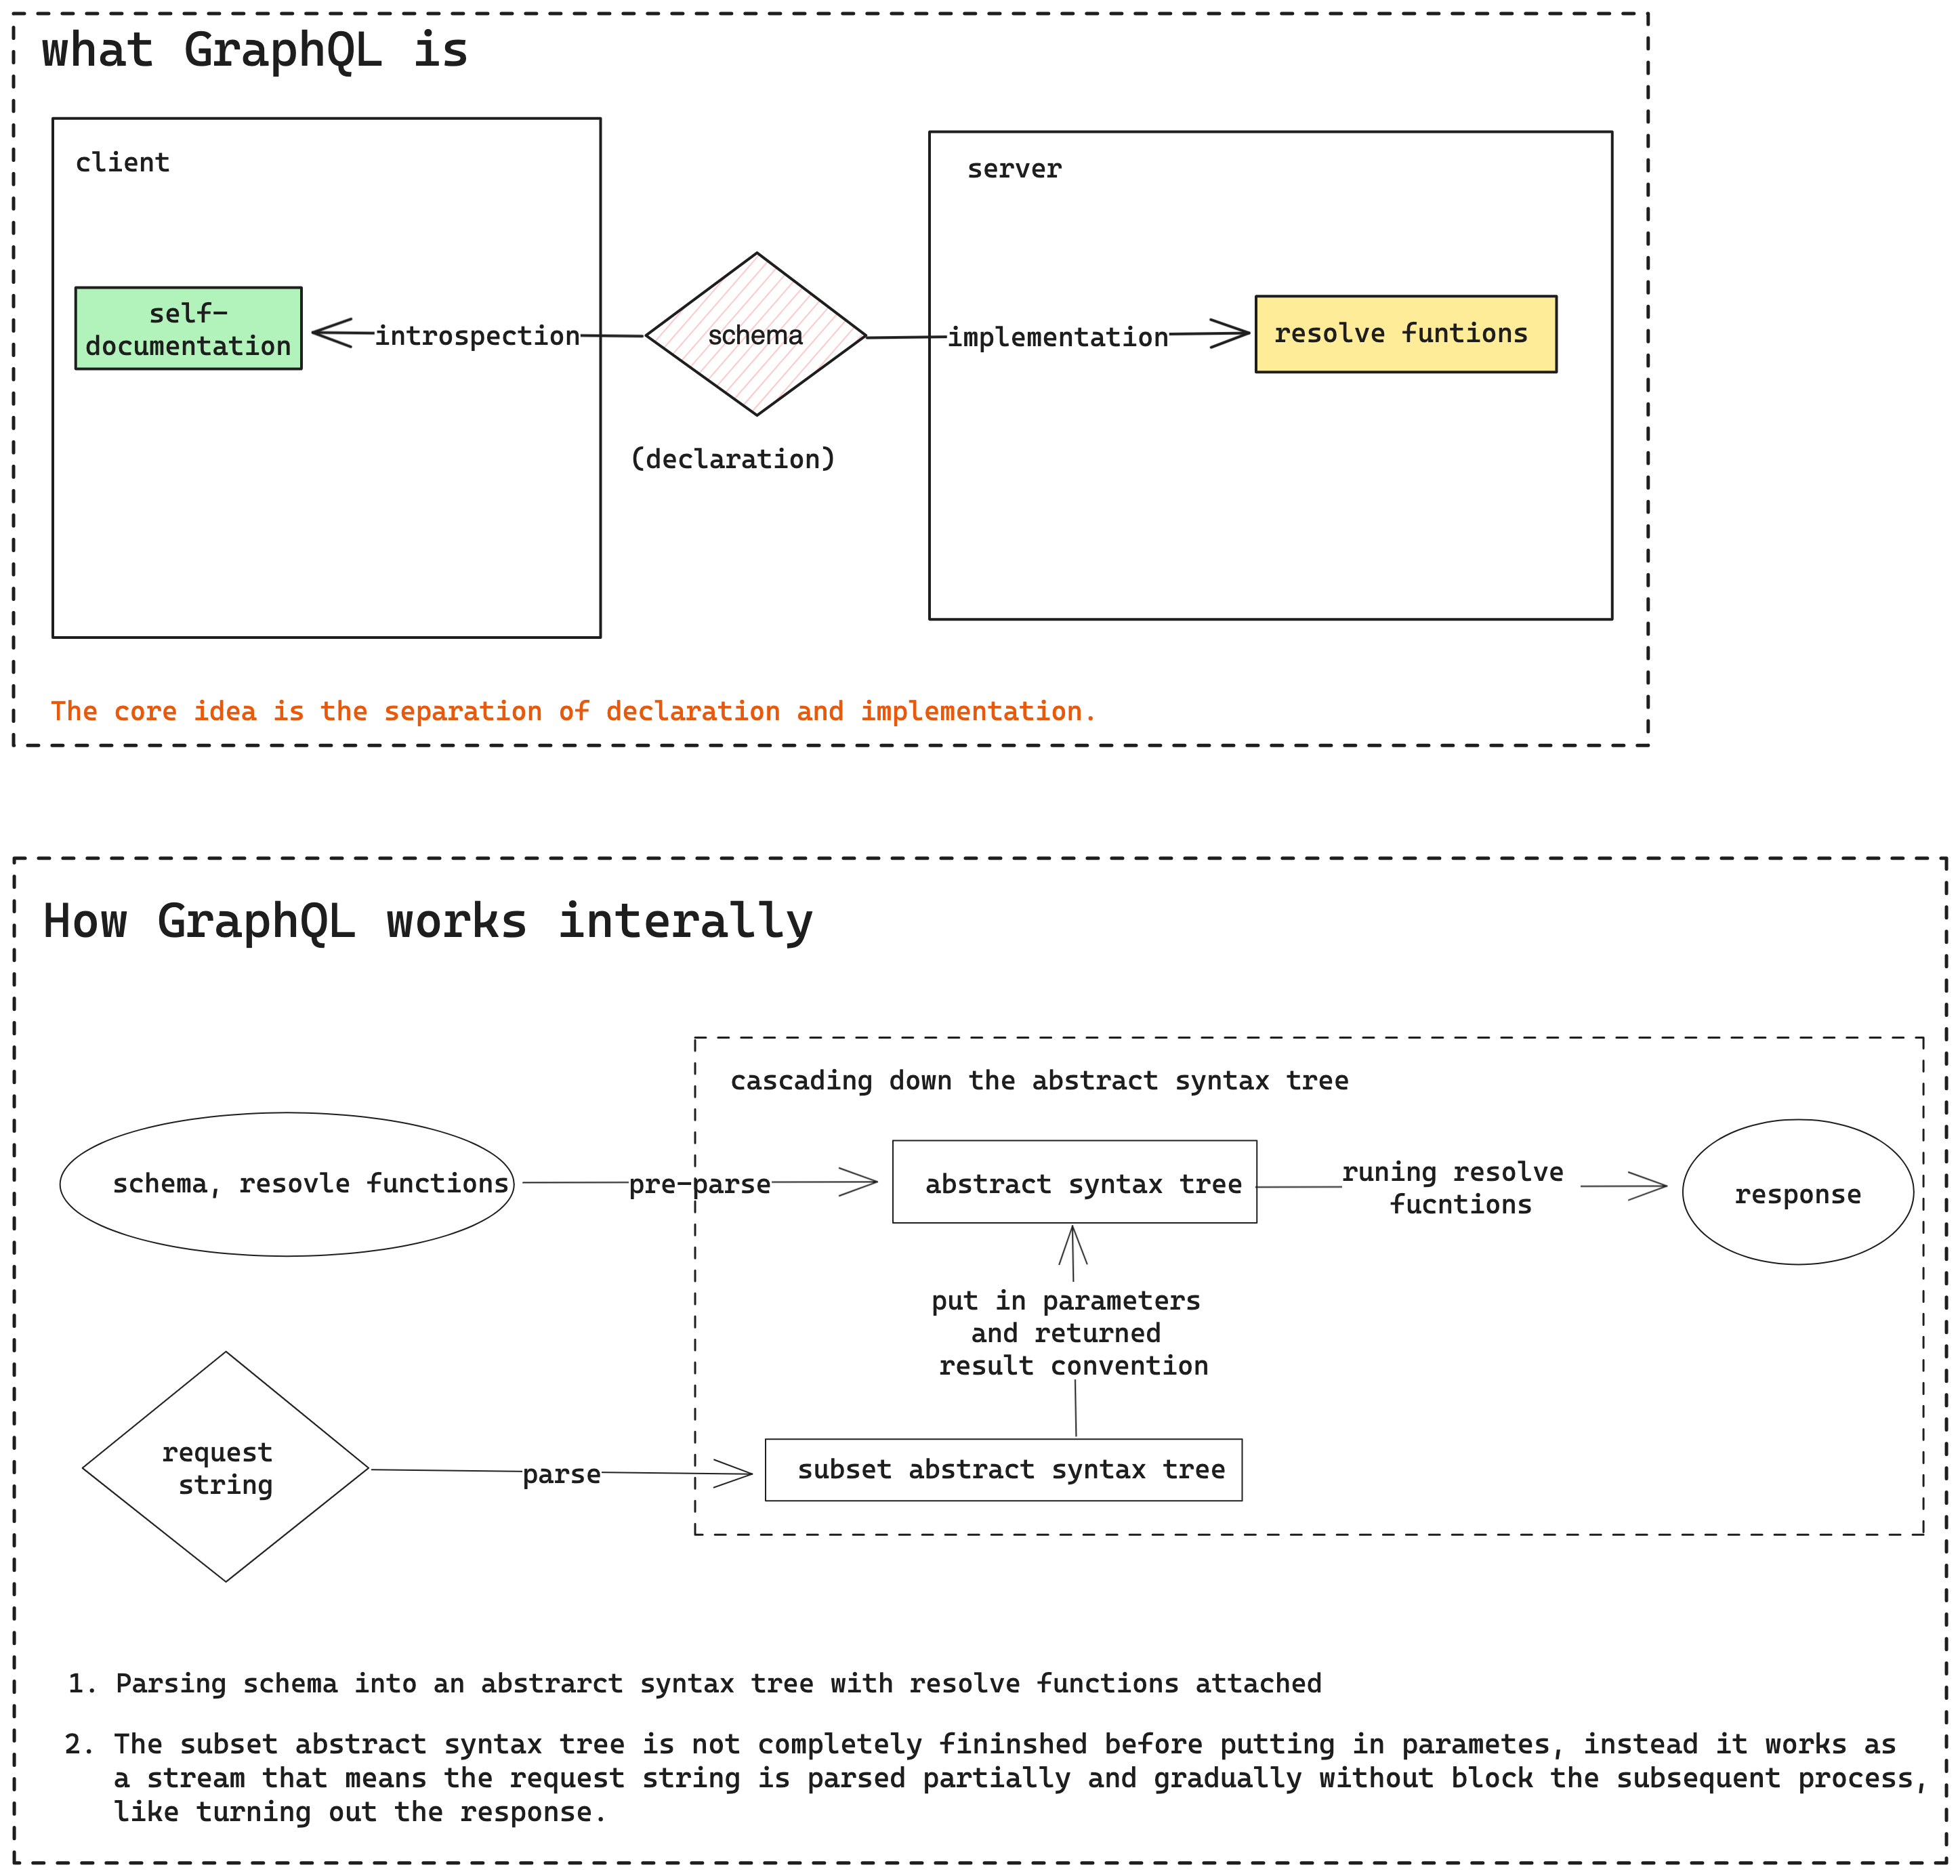 what GraphQL is
client
server
self-
documentation
introspection
schema
implementation
resolve funtions
(declaration)
The core idea is the separation of declaration and implementation.
How GraphQL works interally
cascading down the abstract syntax tree
schema, resovle functions
pre-parse
abstract syntax tree
runing resolve
fucntions
response
put in parameters
and returned
result convention
request
string
parse
subset abstract syntax tree
1. Parsing schema into an abstrarct syntax tree with resolve functions attached
2. The subset abstract syntax tree is not completely fininshed before putting in parametes, instead it works as
a stream that means the request string is parsed partially and gradually without block the subsequent process,
like turning out the response.